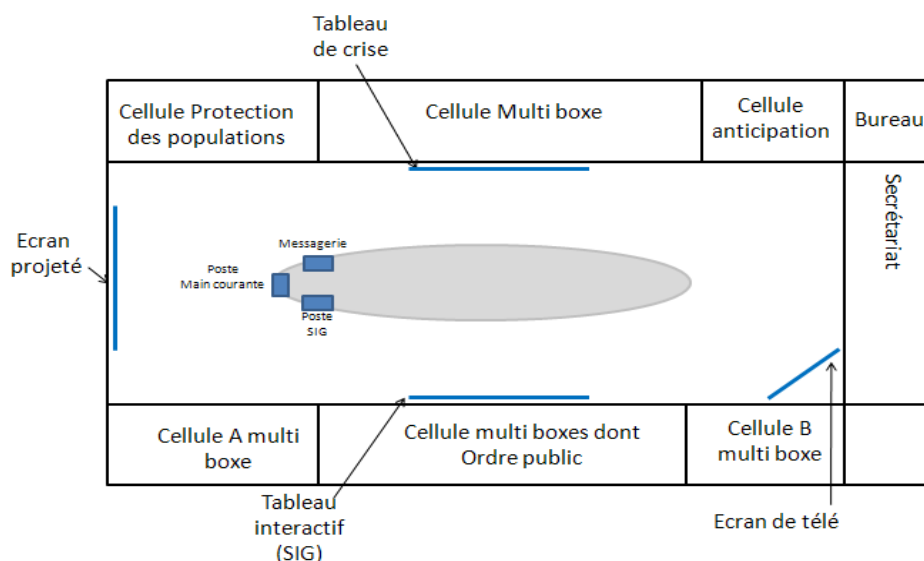 Tableau
de crise
Cellule Protection
des populations
Cellule Multi boxe
Cellule
anticipation
Bureau
Secrétariat
Ecran
projeté
Messagerie
Poste
Main courante
Poste
SIG
Cellule A multi
boxe
Cellule multi boxes dont
Ordre public
Cellule B
multi boxe
Tableau
interactif
(SIG)
Ecran de télé